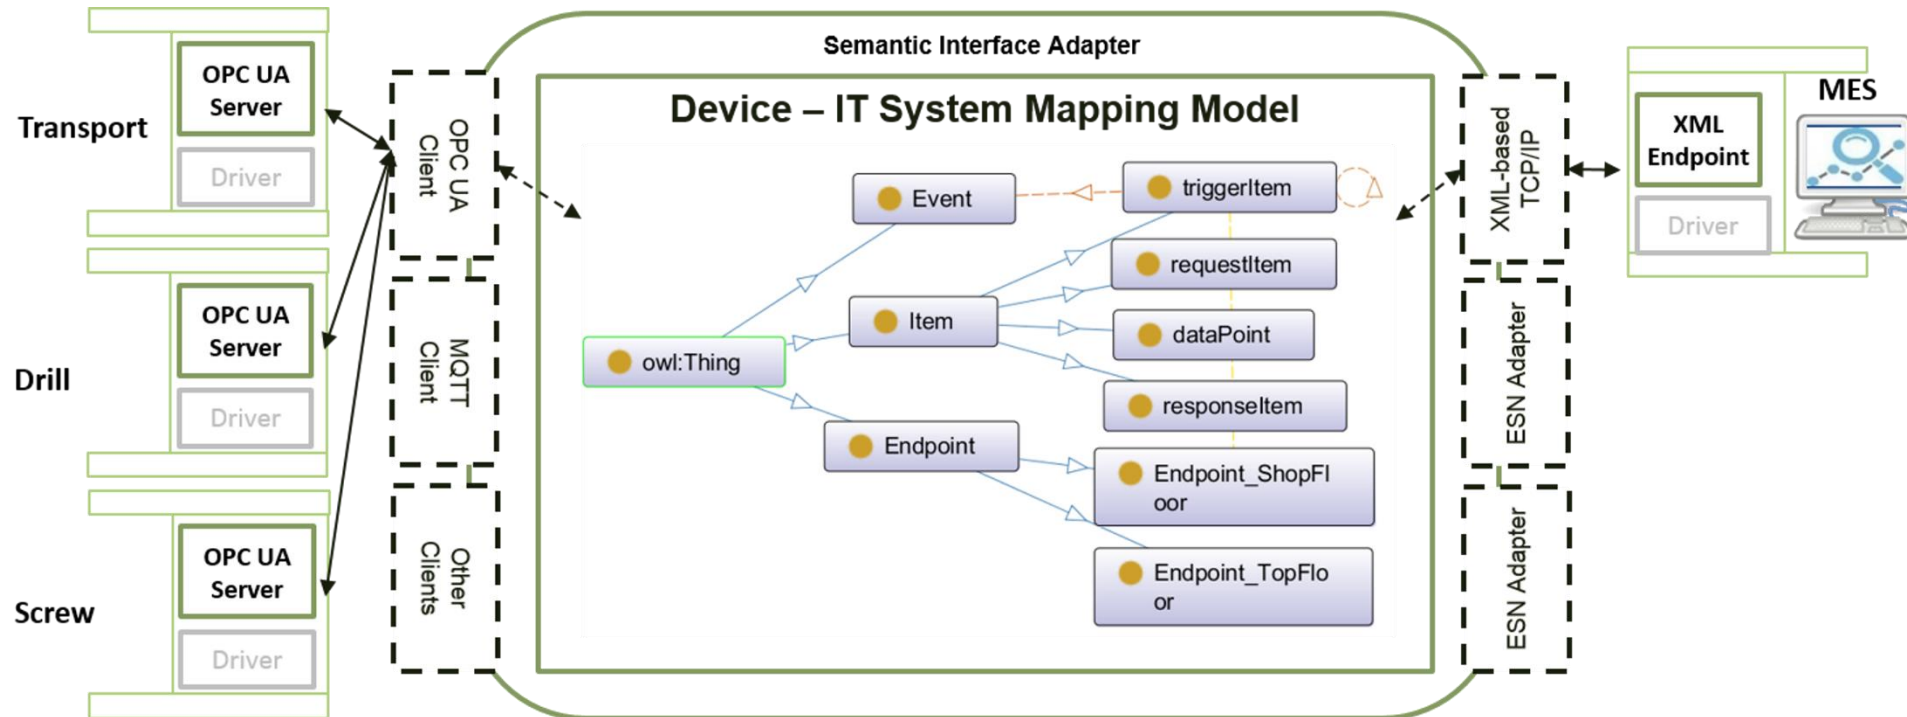 Semantic Interface Adapter
Device – IT System Mapping Model
Transport
OPC UA
Server
Driver
Drill
OPC UA
Server
Driver
Screw
OPC UA
Server
Driver
OPC UA
Client
MQTT
Client
Other
Clients
Event
triggerItem
requestItem
Item
dataPoint
owl:Thing
responseItem
Endpoint
Endpoint_ShopFl
oor
Endpoint_TopFlo
or
XML-based
TCP/IP
ESN Adapter
ESN Adapter
MES
XML
Endpoint
Driver